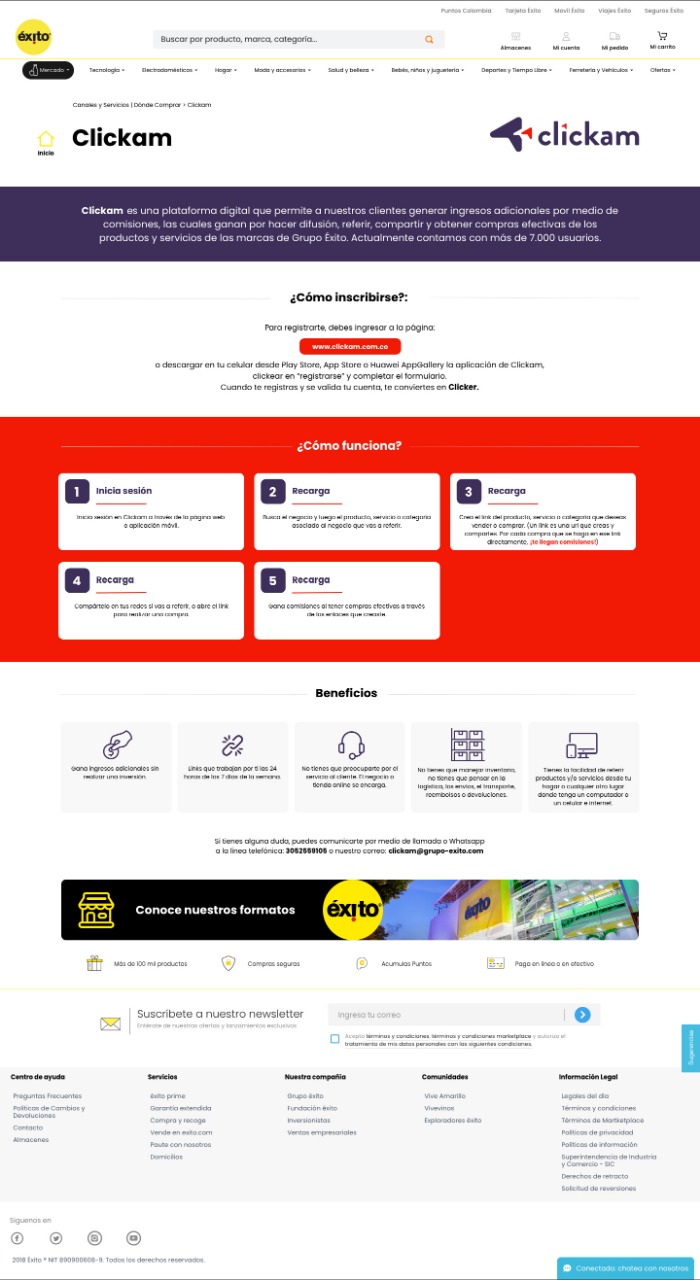 Puntos Colombia Tarjeta Éxito Movil Éxito Viajes Éxito Seguros Éxito
éxito
Buscar por producto, marca, categoría...
Almacenes Mi cuenta Mi pedido Mi carrito
Mercado Tecnología Electrodomésticos Hogar Moda y accesorios Salud y belleza Bebés, niños y juguetería Deportes y Tiempo Libre Ferretería y Vehículos Ofertas
Canales y Servicios | Dónde Comprar > Clickam
Inicio
Clickam
clickam
Clickam es una plataforma digital que permite a nuestros clientes generar ingresos adicionales por medio de
comisiones, las cuales ganan por hacer difusión, referir, compartir y obtener compras efectivas de los
productos y servicios de las marcas de Grupo Éxito. Actualmente contamos con más de 7.000 usuarios.
¿Cómo inscribirse?:
Para registrarte, debes ingresar a la página:
www.clickam.com.co
o descargar en tu celular desde Play Store, App Store o Huawei AppGallery la aplicación de Clickam,
clickear en “registrarse” y completar el formulario.
Cuando te registras y se valida tu cuenta, te conviertes en Clicker.
¿Cómo funciona?
1 Inicia sesión
Inicia sesión en Clickam a través de la página web
o aplicación móvil.
2 Recarga
Busca el negocio y luego el producto, servicio o categoría
asociado al negocio que vas a referir.
3 Recarga
Crea el link del producto, servicio o categoría que deseas
vender o comprar. (Un link es una url que creas y
compartes. Por cada compra que se haga en ese link
directamente, ¡te llegan comisiones!)
4 Recarga
Compártelo en tus redes si vas a referir, o abre el link
para realizar una compra.
5 Recarga
Gana comisiones al tener compras efectivas a través
de los enlaces que creaste.
Beneficios
Gana ingresos adicionales sin
realizar una inversión.
Links que trabajan por ti las 24
horas de los 7 días de la semana.
No tienes que preocuparte por el
servicio al cliente. El negocio o
tienda online se encarga.
No tienes que manejar inventario,
no tienes que pensar en la
logística, los envíos, el transporte,
reembolsos o devoluciones.
Tienes la facilidad de referir
productos y/o servicios desde tu
hogar o cualquier otro lugar
donde tenga un computador o
un celular e internet.
Si tienes alguna duda, puedes comunicarte por medio de llamada o Whatsapp
a la línea telefónica: 3052559105 o nuestro correo: clickam@grupo-exito.com
Conoce nuestros formatos
éxito
éxito
Más de 100 mil productos Compras seguras Acumulas Puntos Paga en línea o en efectivo
Suscríbete a nuestro newsletter
Entérate de nuestras ofertas y lanzamientos exclusivos
Ingresa tu correo
Acepto términos y condiciones, términos y condiciones marketplace y autorizo el
tratamiento de mis datos personales con las siguientes condiciones.
Sugerencias
Centro de ayuda
Preguntas Frecuentes
Políticas de Cambios y
Devoluciones
Contacto
Almacenes
Servicios
éxito prime
Garantía extendida
Compra y recoge
Vende en exito.com
Paute con nosotros
Domicilios
Nuestra compañía
Grupo éxito
Fundación éxito
Inversionistas
Ventas empresariales
Comunidades
Vive Amarillo
Vivevinos
Exploradores éxito
Información Legal
Legales del día
Términos y condiciones
Términos de Marketplace
Políticas de privacidad
Políticas de información
Superintendencia de Industria
y Comercio - SIC
Derechos de retracto
Solicitud de reversiones
Siguenos en
2018 Éxito ® NIT 890900608-9. Todos los derechos reservados.
Conectado: chatea con nosotros